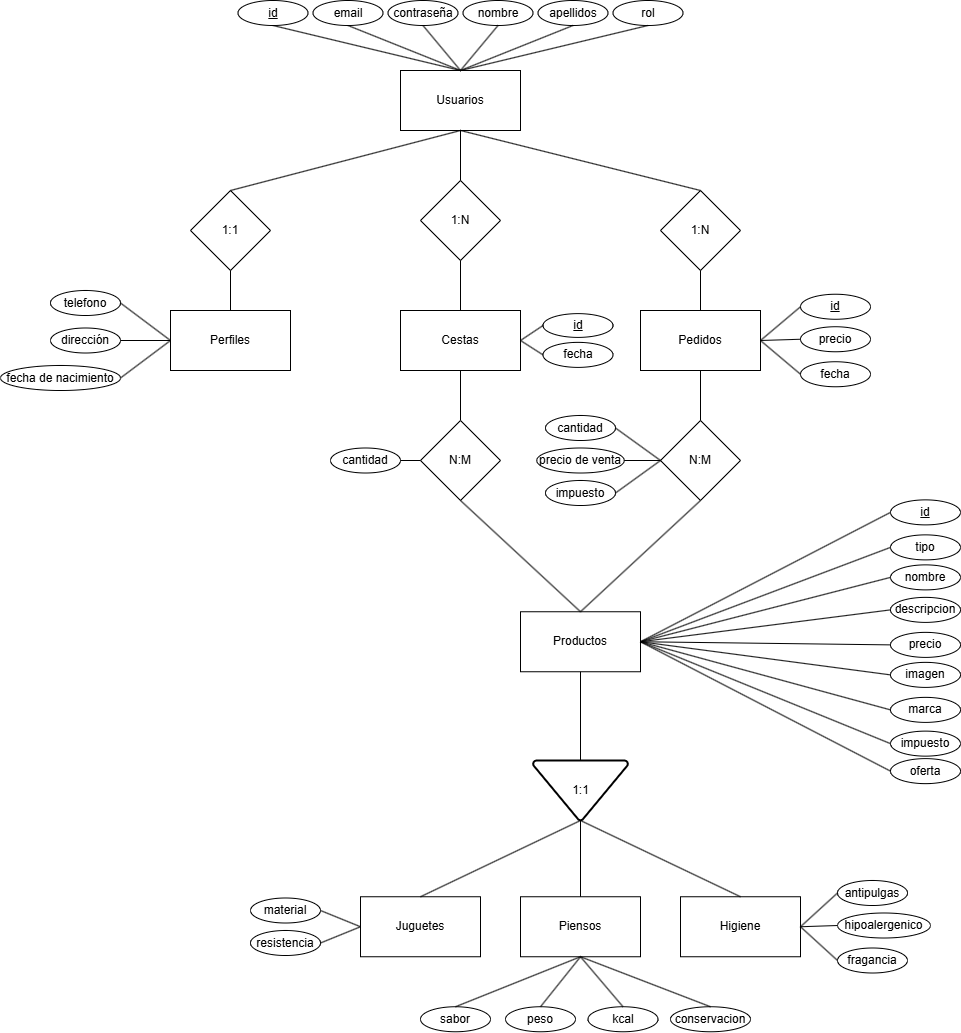 id
email
contraseña
nombre
apellidos
rol
Usuarios
1:1
1:N
1:N
telefono
dirección
fecha de nacimiento
Perfiles
Cestas
id
fecha
Pedidos
id
precio
fecha
cantidad
N:M
cantidad
precio de venta
impuesto
N:M
id
tipo
nombre
descripcion
precio
imagen
marca
impuesto
oferta
Productos
1:1
material
resistencia
Juguetes
Piensos
Higiene
antipulgas
hipoalergenico
fragancia
sabor
peso
kcal
conservacion